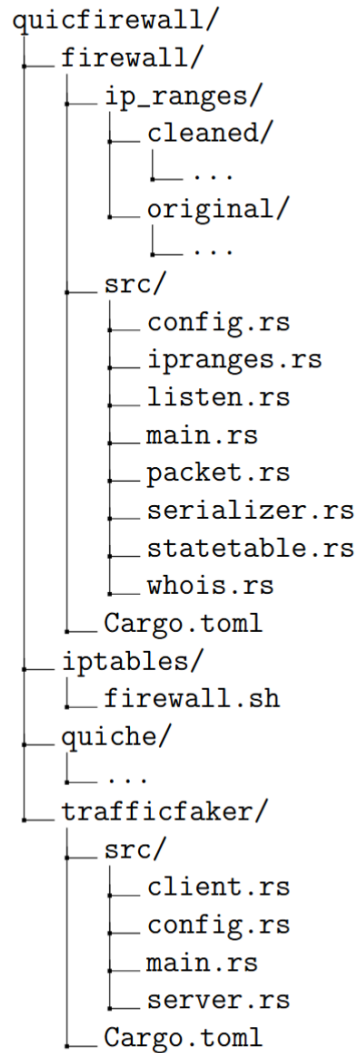 quicfirewall/
firewall/
ip_ranges/
cleaned/
...
original/
...
src/
config.rs
ipranges.rs
listen.rs
main.rs
packet.rs
serializer.rs
statetable.rs
whois.rs
Cargo.toml
iptables/
firewall.sh
quiche/
...
trafficfaker/
src/
client.rs
config.rs
main.rs
server.rs
Cargo.toml